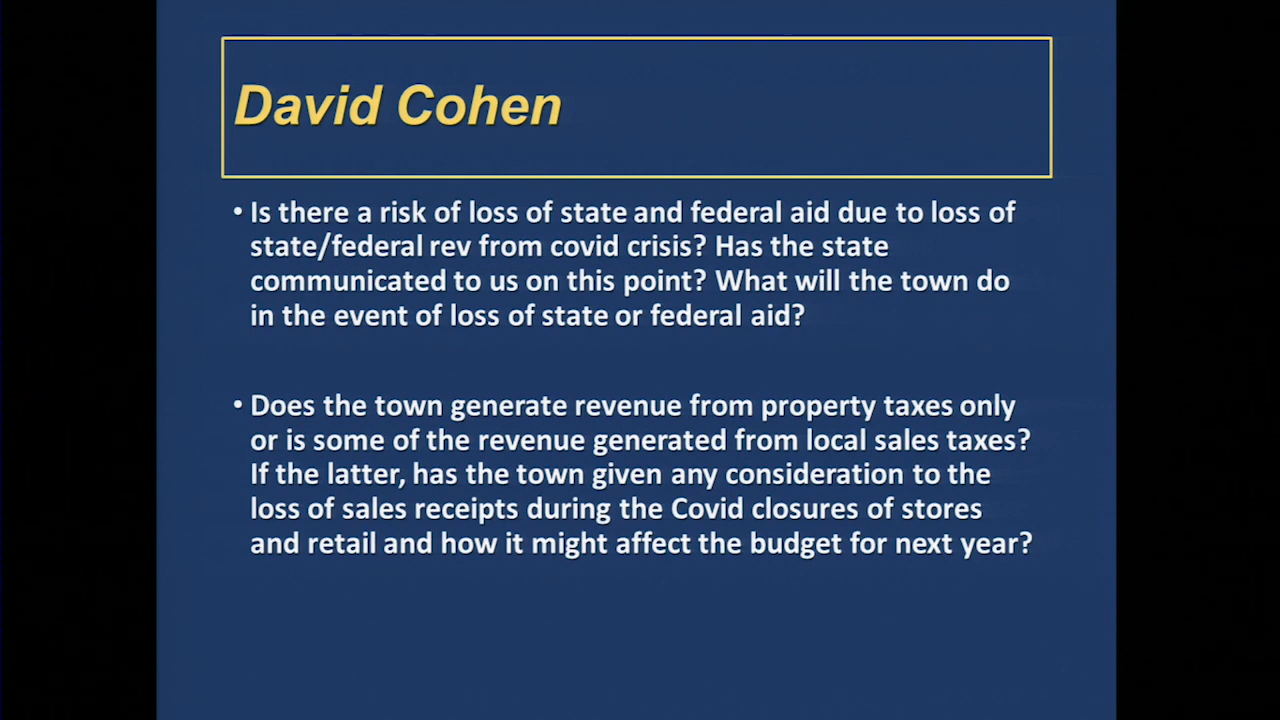 David Cohen
• Is there a risk of loss of state and federal aid due to loss of
state/federal rev from covid crisis? Has the state
communicated to us on this point? What will the town do
in the event of loss of state or federal aid?
• Does the town generate revenue from property taxes only
or is some of the revenue generated from local sales taxes?
If the latter, has the town given any consideration to the
loss of sales receipts during the Covid closures of stores
and retail and how it might affect the budget for next year?